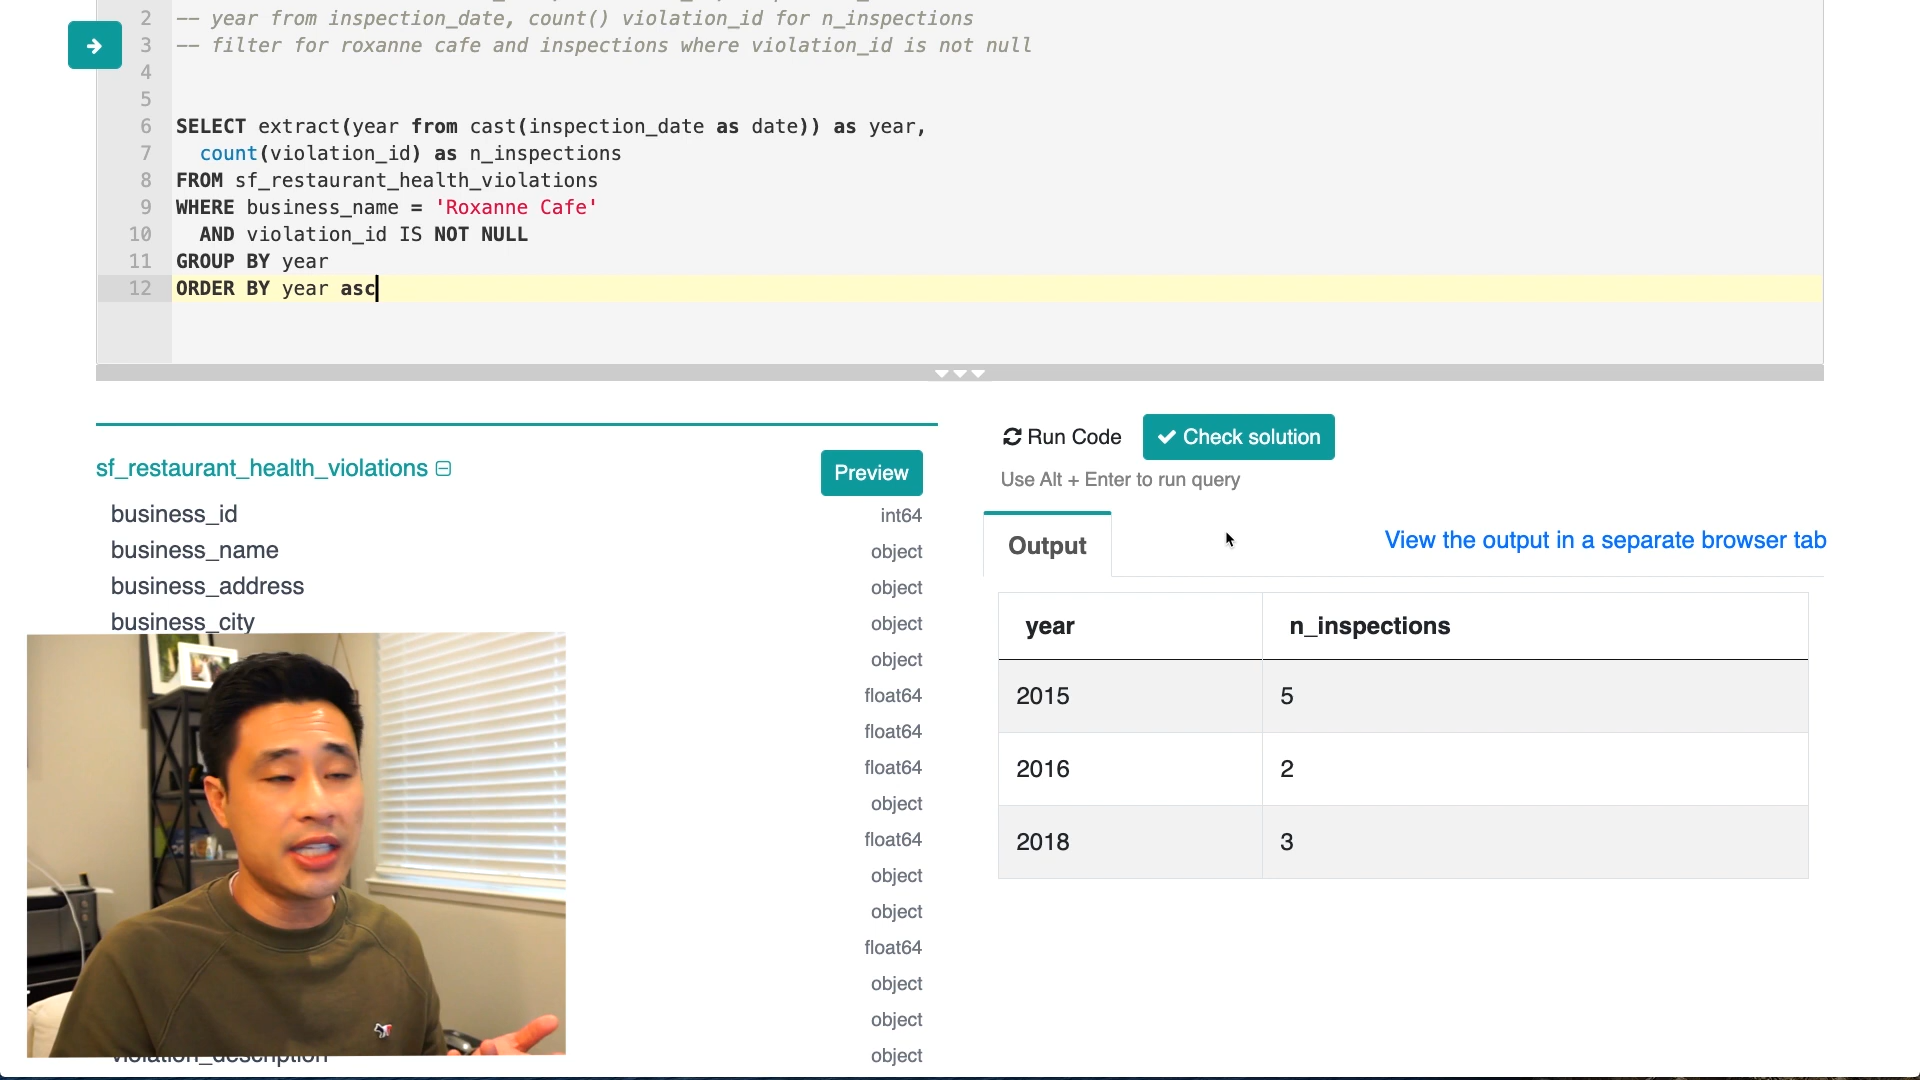 2 -- year from inspection_date, count() violation_id for n_inspections
3 -- filter for roxanne cafe and inspections where violation_id is not null
4
5
6 SELECT extract(year from cast(inspection_date as date)) as year,
7 count(violation_id) as n_inspections
8 FROM sf_restaurant_health_violations
9 WHERE business_name = 'Roxanne Cafe'
10 AND violation_id IS NOT NULL
11 GROUP BY year
12 ORDER BY year asc
sf_restaurant_health_violations
Preview
business_id int64
business_name object
business_address object
business_city object
object
float64
float64
float64
object
float64
object
object
float64
object
object
violation_description object
Run Code
Check solution
Use Alt + Enter to run query
Output
View the output in a separate browser tab
year n_inspections
2015 5
2016 2
2018 3